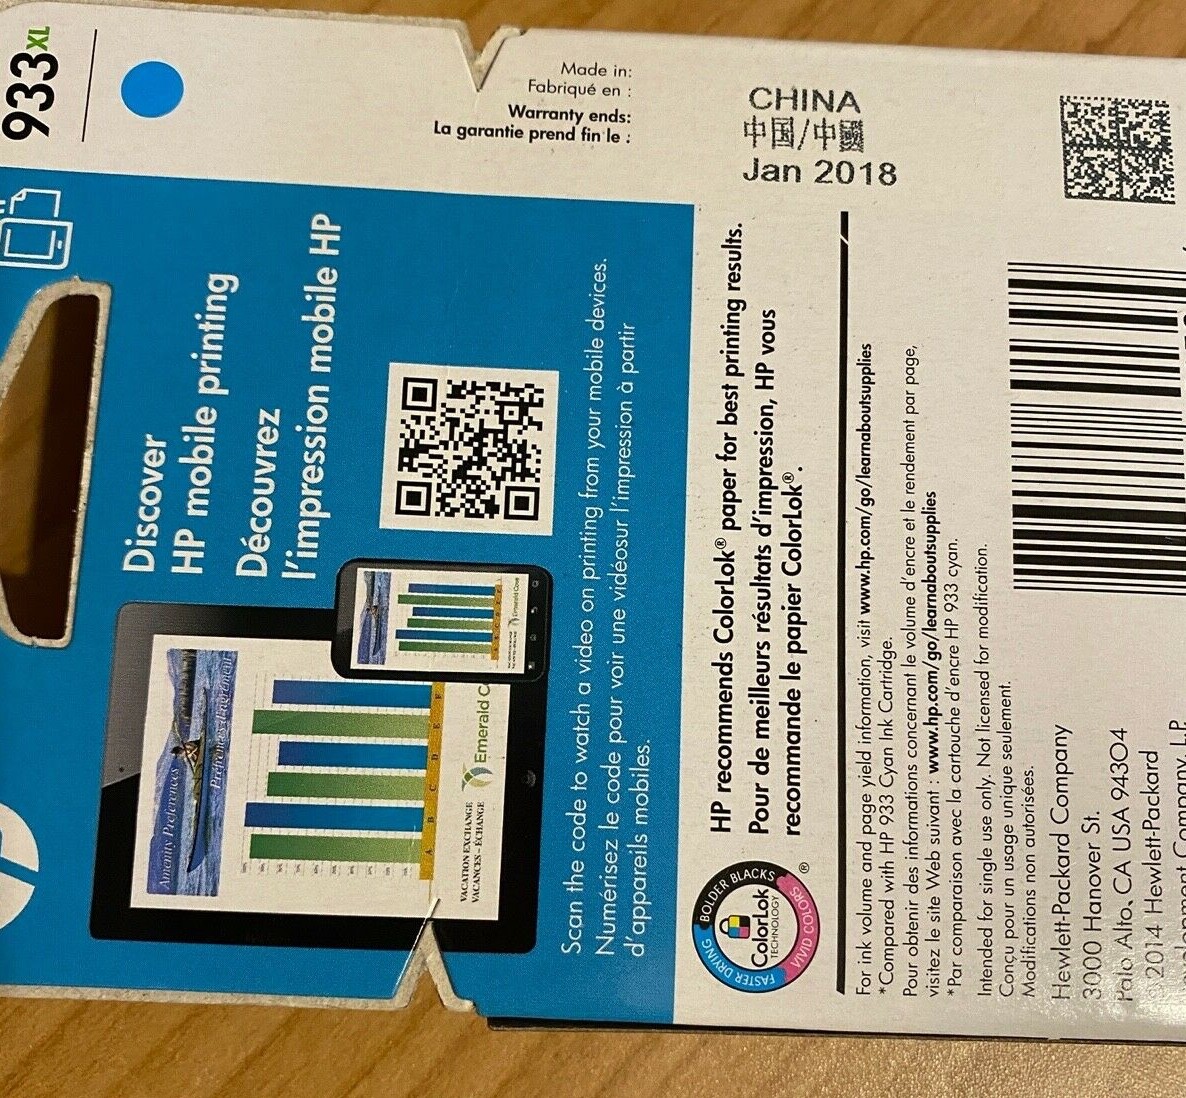 933XL
Made in:
Fabriqué en :
Warranty ends:
La garantie prend fin le :
CHINA
中国/中國
Jan 2018
Discover
HP mobile printing
Découvrez
l'impression mobile HP
Amenity Preferences
Préférences d'agrément
A B C D E F
VACATION EXCHANGE
VACANCES – ÉCHANGE
Emerald C
Scan the code to watch a video on printing from your mobile devices.
Numérisez le code pour voir une vidéosur l'impression à partir
d'appareils mobiles.
BOLDER BLACKS
FASTER DRYING
VIVID COLORS
ColorLok
TECHNOLOGY
®
HP recommends ColorLok® paper for best printing results.
Pour de meilleurs résultats d'impression, HP vous
recommande le papier ColorLok®.
For ink volume and page yield information, visit www.hp.com/go/learnaboutsupplies
*Compared with HP 933 Cyan Ink Cartridge.
Pour obtenir des informations concernant le volume d'encre et le rendement par page,
visitez le site Web suivant : www.hp.com/go/learnaboutsupplies
*Par comparaison avec la cartouche d'encre HP 933 cyan.
Intended for single use only. Not licensed for modification.
Conçu pour un usage unique seulement.
Modifications non autorisées.
Hewlett-Packard Company
3000 Hanover St.
Palo Alto, CA USA 94304
2014 Hewlett-Packard
Company, L.P.